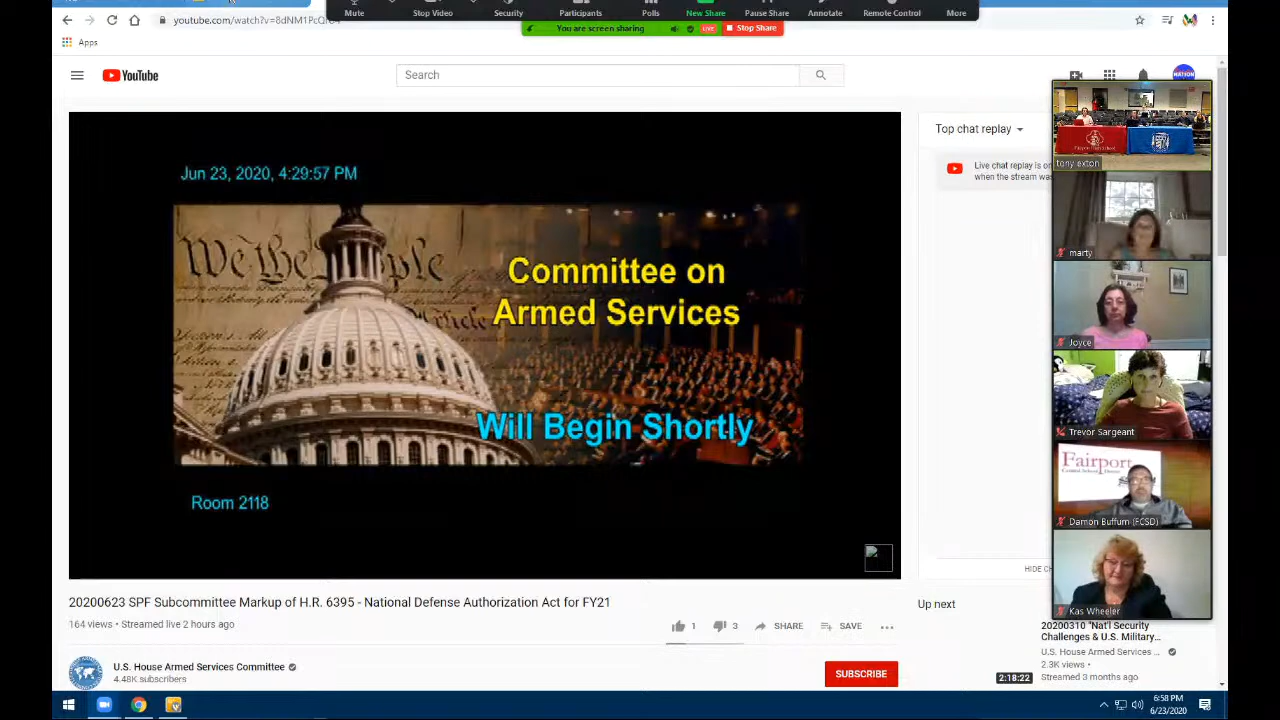 Mute
Stop Video
Security
Participants
Polls
New Share
Pause Share
Annotate
Remote Control
More
You are screen sharing
LIVE
Stop Share
Apps
YouTube
Search
Jun 23, 2020, 4:29:57 PM
We the People
Article
Committee on
Armed Services
Will Begin Shortly
Room 2118
20200623 SPF Subcommittee Markup of H.R. 6395 - National Defense Authorization Act for FY21
164 views • Streamed live 2 hours ago
1
3
SHARE
SAVE
U.S. House Armed Services Committee
4.48K subscribers
SUBSCRIBE
Top chat replay
Live chat replay is
when the stream
HIDE
Up next
20200310 "Nat'l Security
Challenges & U.S. Military...
U.S. House Armed Services ...
2.3K views •
Streamed 3 months ago
2:18:22
tony exton
marty
Joyce
Trevor Sargeant
Fairport
Damon Buffum (FCSD)
Kas Wheeler
6:58 PM
6/23/2020